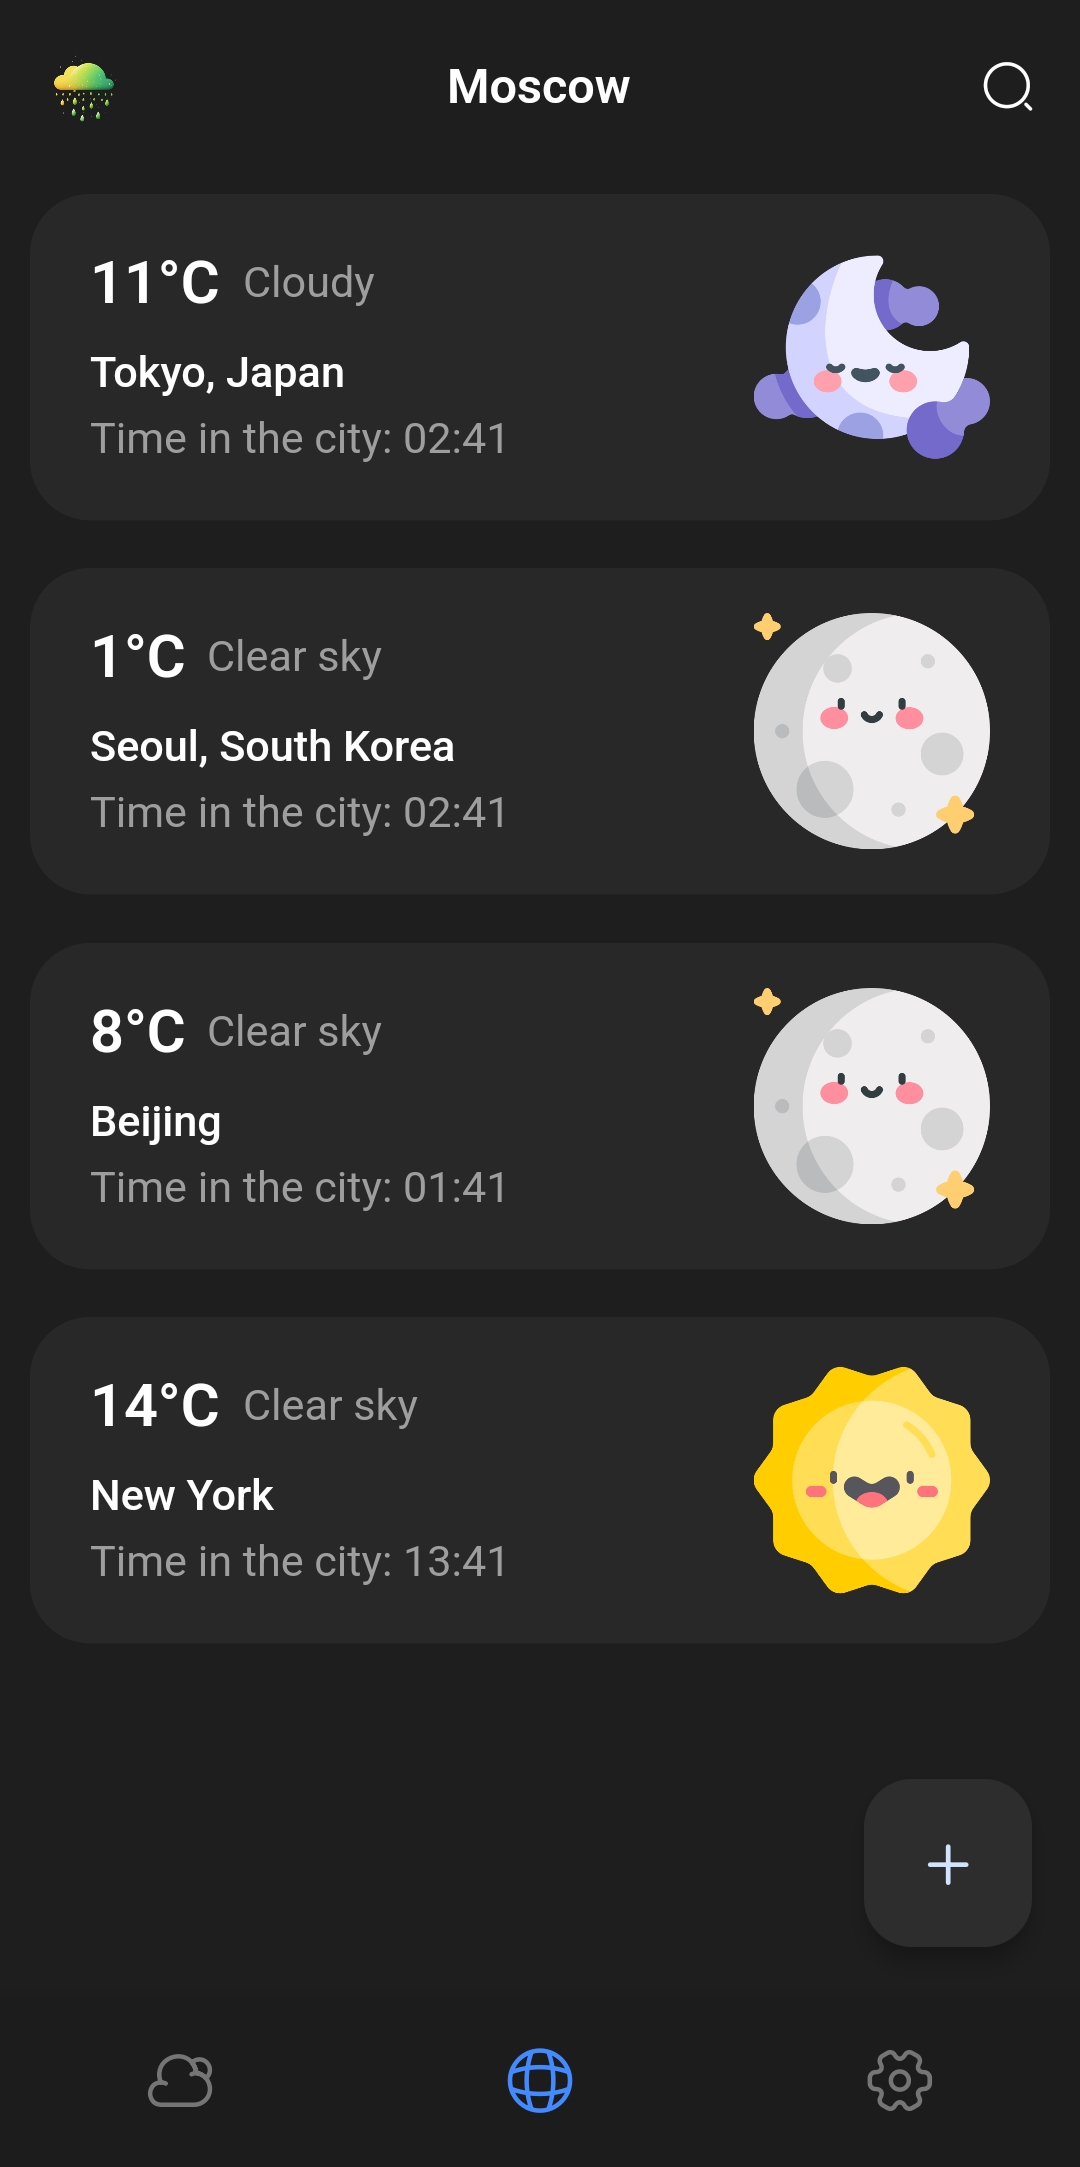 Moscow
11°C Cloudy
Tokyo, Japan
Time in the city: 02:41
1°C Clear sky
Seoul, South Korea
Time in the city: 02:41
8°C Clear sky
Beijing
Time in the city: 01:41
14°C Clear sky
New York
Time in the city: 13:41